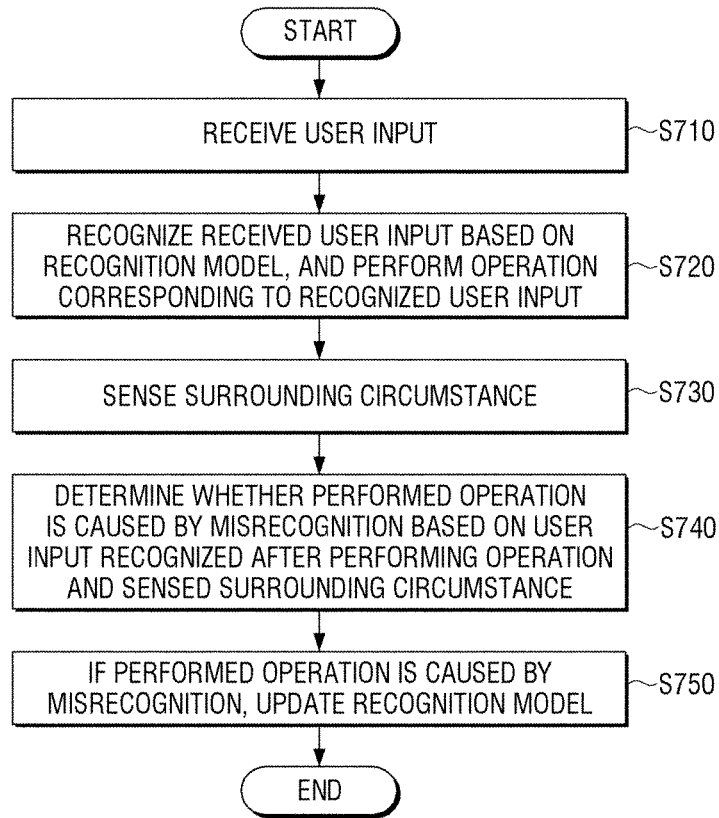 START
RECEIVE USER INPUT
S710
RECOGNIZE RECEIVED USER INPUT BASED ON
RECOGNITION MODEL, AND PERFORM OPERATION
CORRESPONDING TO RECOGNIZED USER INPUT
S720
SENSE SURROUNDING CIRCUMSTANCE
S730
DETERMINE WHETHER PERFORMED OPERATION
IS CAUSED BY MISRECOGNITION BASED ON USER
INPUT RECOGNIZED AFTER PERFORMING OPERATION
AND SENSED SURROUNDING CIRCUMSTANCE
S740
IF PERFORMED OPERATION IS CAUSED BY
MISRECOGNITION, UPDATE RECOGNITION MODEL
S750
END